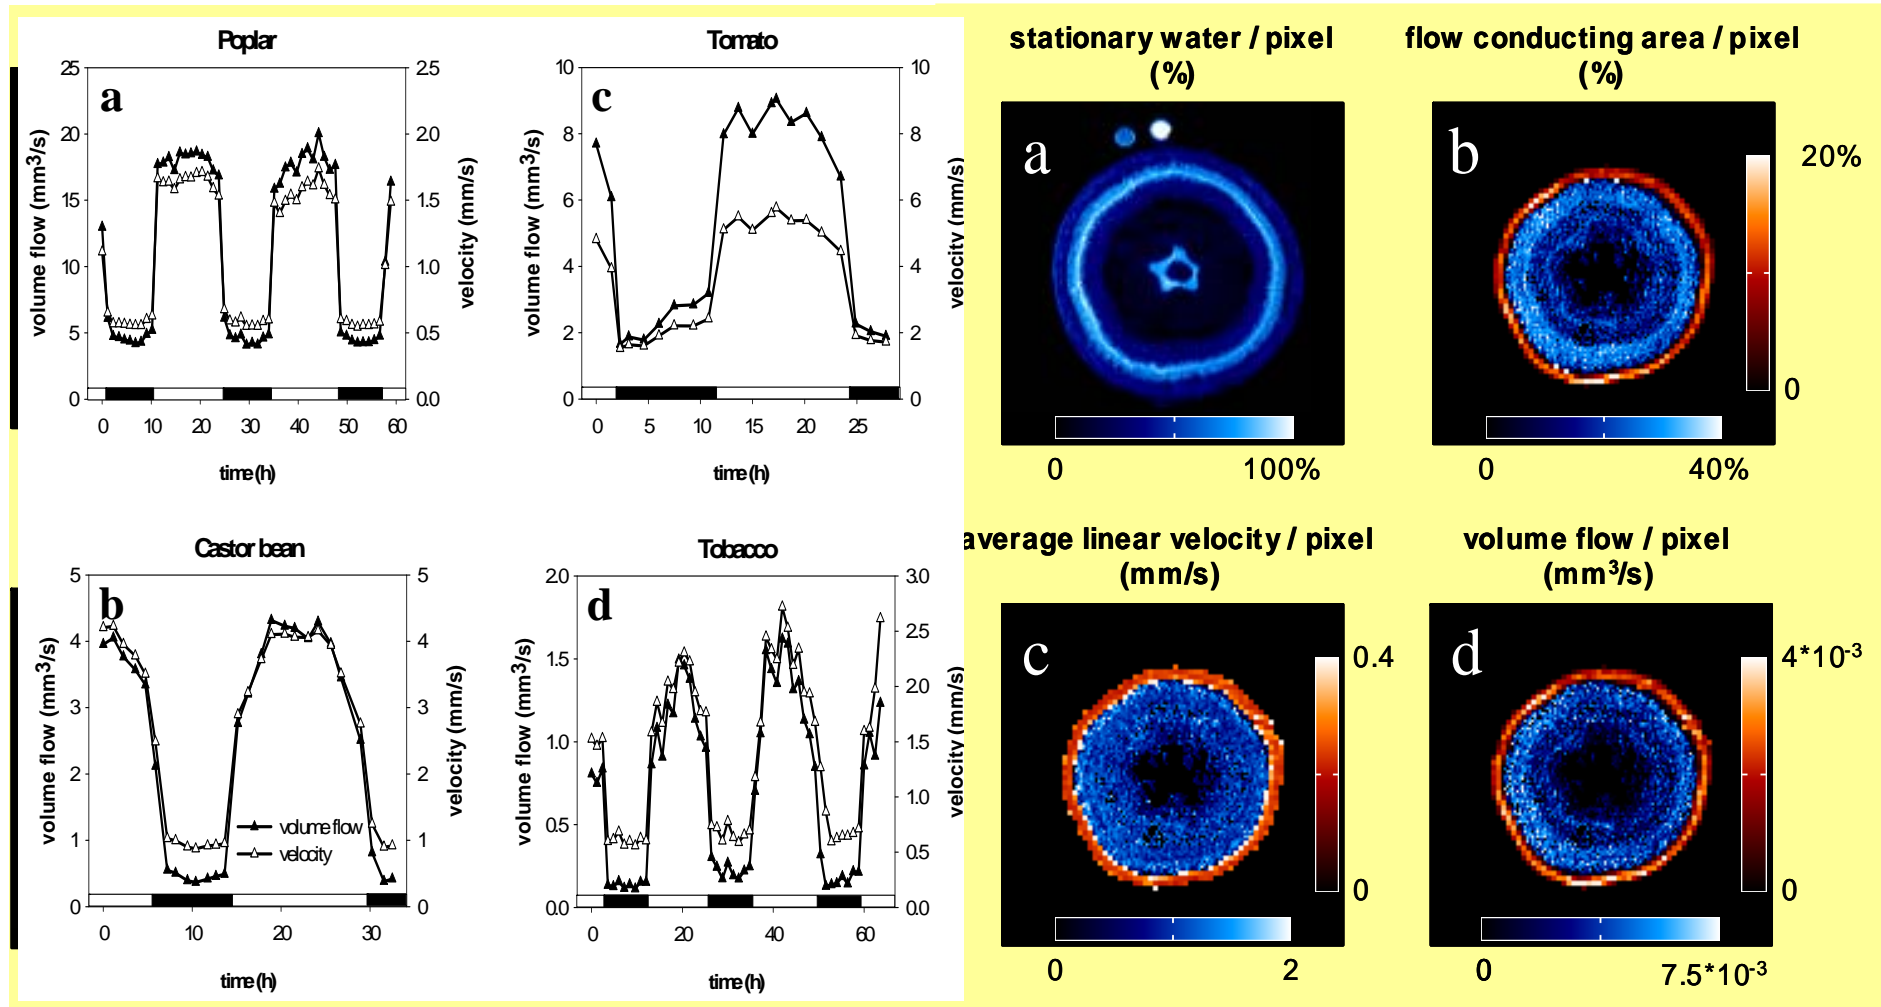 Poplar
a
volume flow (mm3/s)
velocity (mm/s)
25
20
15
10
5
0
2.5
2.0
1.5
1.0
0.5
0.0
0 10 20 30 40 50 60
time (h)
Tomato
c
volume flow (mm3/s)
velocity (mm/s)
10
8
6
4
2
0
10
8
6
4
2
0
0 5 10 15 20 25
time (h)
Castor bean
b
volume flow (mm3/s)
velocity (mm/s)
5
4
3
2
1
0
5
4
3
2
1
0
volume flow
velocity
0 10 20 30
time (h)
Tobacco
d
volume flow (mm3/s)
velocity (mm/s)
2.0
1.5
1.0
0.5
0.0
3.0
2.5
2.0
1.5
1.0
0.5
0.0
0 20 40 60
time (h)
stationary water / pixel
(%)
a
0 100%
flow conducting area / pixel
(%)
b
20%
0
0 40%
average linear velocity / pixel
(mm/s)
c
0.4
0
0 2
volume flow / pixel
(mm3/s)
d
4*10-3
0
0 7.5*10-3